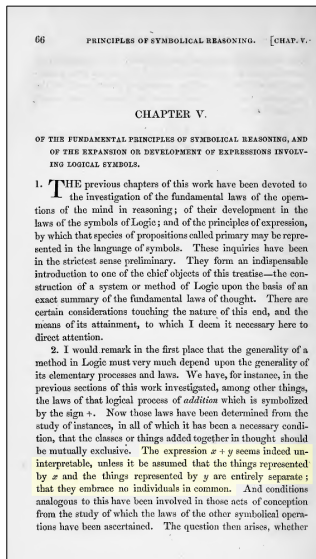 66 PRINCIPLES OF SYMBOLICAL REASONING. [CHAP. V.
CHAPTER V.
OF THE FUNDAMENTAL PRINCIPLES OF SYMBOLICAL REASONING, AND
OF THE EXPANSION OR DEVELOPMENT OF EXPRESSIONS INVOLV-
ING LOGICAL SYMBOLS.
1. THE previous chapters of this work have been devoted to
the investigation of the fundamental laws of the opera-
tions of the mind in reasoning; of their development in the
laws of the symbols of Logic; and of the principles of expression,
by which that species of propositions called primary may be repre-
sented in the language of symbols. These inquiries have been
in the strictest sense preliminary. They form an indispensable
introduction to one of the chief objects of this treatise—the con-
struction of a system or method of Logic upon the basis of an
exact summary of the fundamental laws of thought. There are
certain considerations touching the nature of this end, and the
means of its attainment, to which I deem it necessary here to
direct attention.
2. I would remark in the first place that the generality of a
method in Logic must very much depend upon the generality of
its elementary processes and laws. We have, for instance, in the
previous sections of this work investigated, among other things,
the laws of that logical process of addition which is symbolized
by the sign +. Now those laws have been determined from the
study of instances, in all of which it has been a necessary condi-
tion, that the classes or things added together in thought should
be mutually exclusive. The expression x + y seems indeed un-
interpretable, unless it be assumed that the things represented
by x and the things represented by y are entirely separate;
that they embrace no individuals in common. And conditions
analogous to this have been involved in those acts of conception
from the study of which the laws of the other symbolical opera-
tions have been ascertained. The question then arises, whether